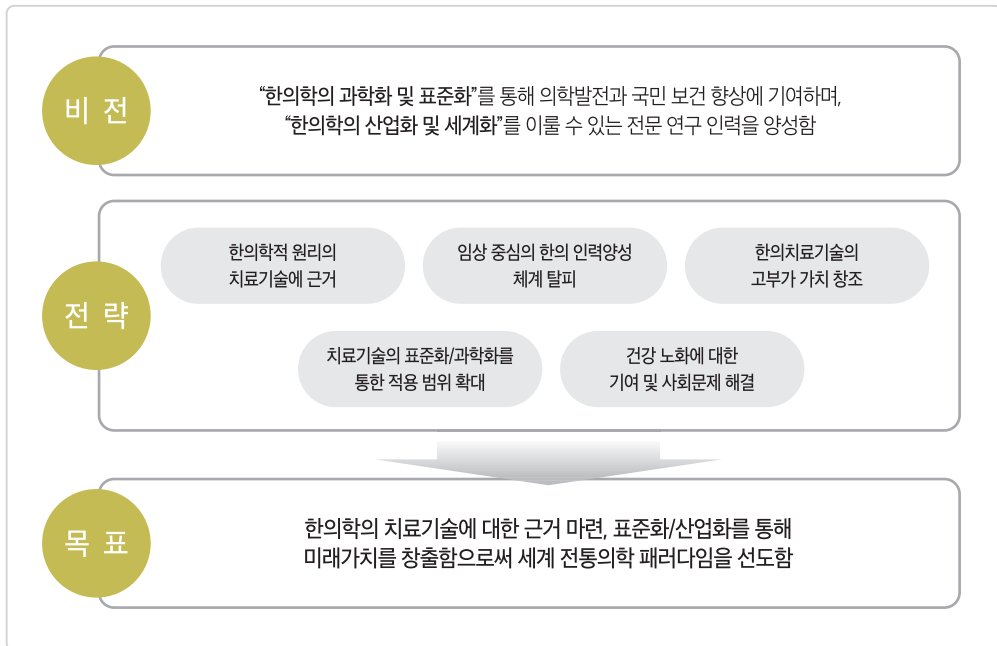 비 전
“한의학의 과학화 및 표준화”를 통해 의학발전과 국민 보건 향상에 기여하며,
“한의학의 산업화 및 세계화”를 이룰 수 있는 전문 연구 인력을 양성함
전 략
한의학적 원리의
치료기술에 근거
임상 중심의 한의 인력양성
체계 탈피
한의치료기술의
고부가 가치 창조
치료기술의 표준화/과학화를
통한 적용 범위 확대
건강 노화에 대한
기여 및 사회문제 해결
목 표
한의학의 치료기술에 대한 근거 마련, 표준화/산업화를 통해
미래가치를 창출함으로써 세계 전통의학 패러다임을 선도함